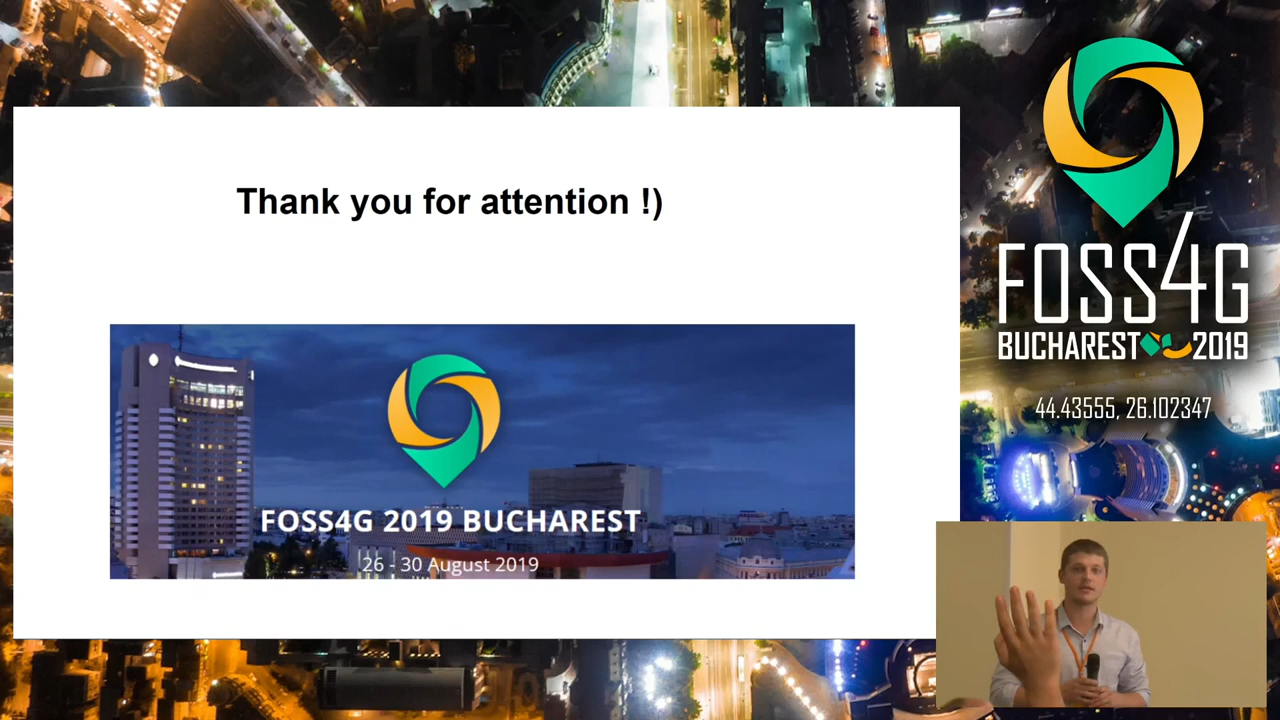 Thank you for attention !)
FOSS4G 2019 BUCHAREST
26 - 30 August 2019
FOSS4G
BUCHAREST 2019
44.43555, 26.102347